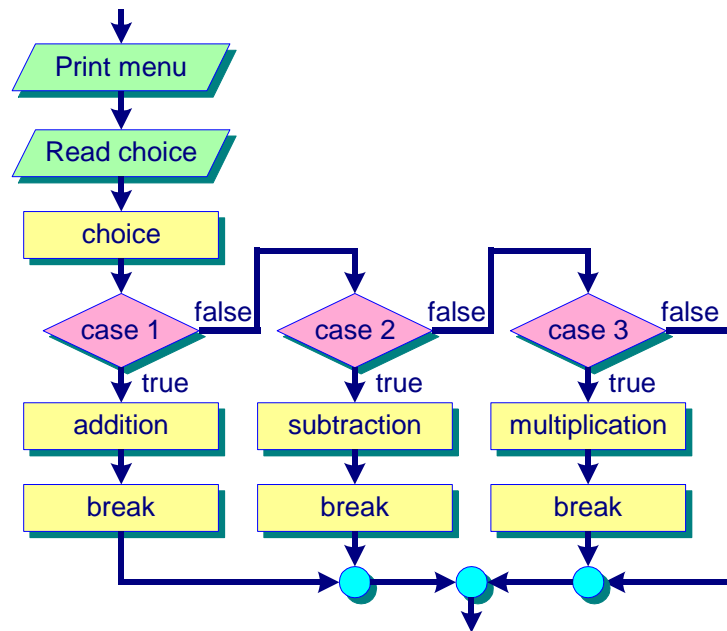 Print menu
Read choice
choice
case 1
false
case 2
false
case 3
false
true
true
true
addition
subtraction
multiplication
break
break
break